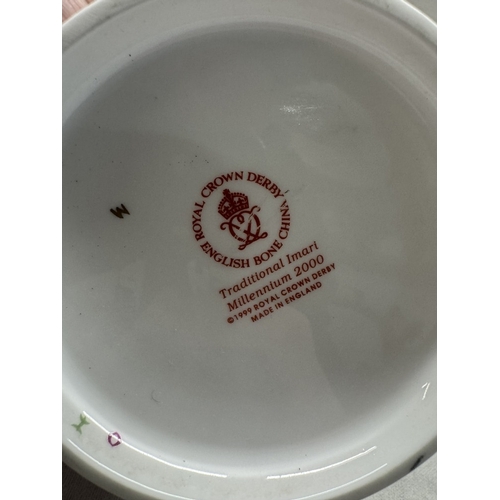 ROYAL CROWN DERBY
ENGLISH BONE CHINA
Traditional Imari
Millennium 2000
©1999 ROYAL CROWN DERBY
MADE IN ENGLAND